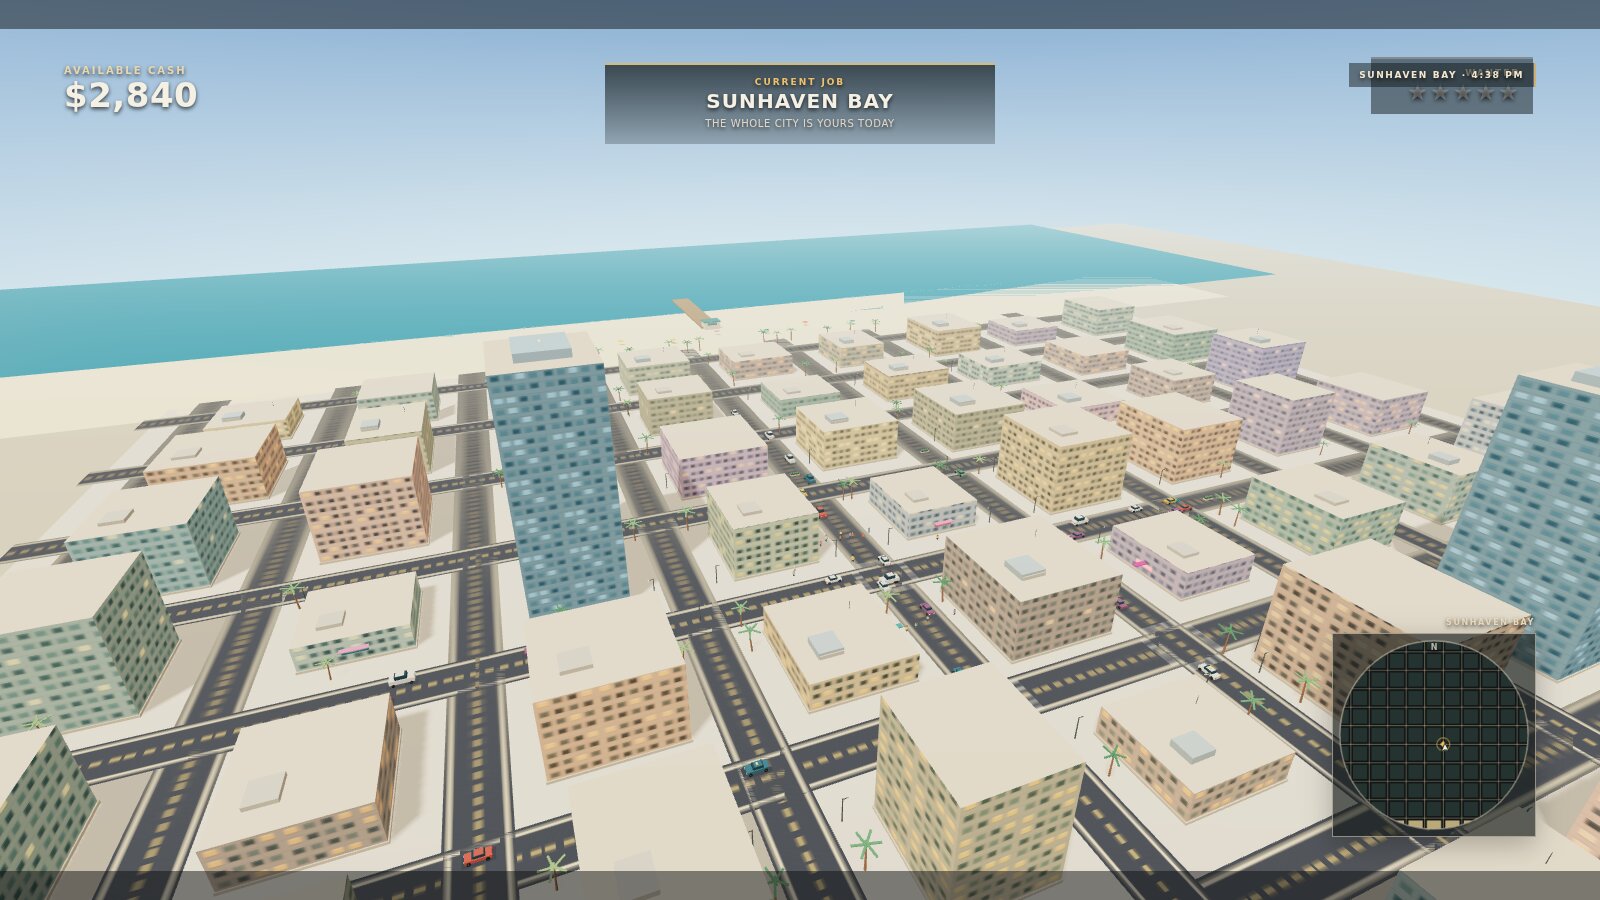 AVAILABLE CASH
$2,840
CURRENT JOB
SUNHAVEN BAY
THE WHOLE CITY IS YOURS TODAY
SUNHAVEN BAY · 4:38 PM
SUNHAVEN BAY
N